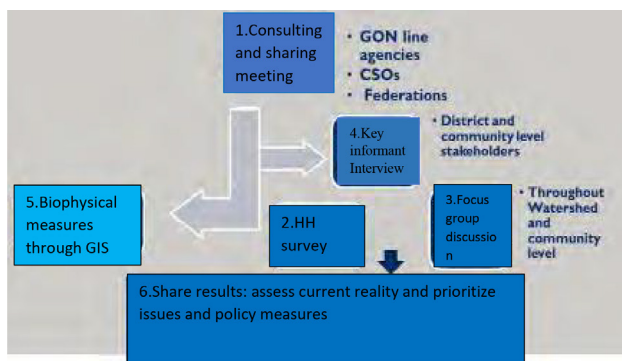 1.Consulting
and sharing
meeting
• GON line
agencies
• CSOs
• Federations
4.Key
informant
Interview
• District and
community level
stakeholders
5.Biophysical
measures
through GIS
2.HH
survey
3.Focus
group
discussio
n
• Throughout
Watershed
and
community
level
6.Share results: assess current reality and prioritize
issues and policy measures